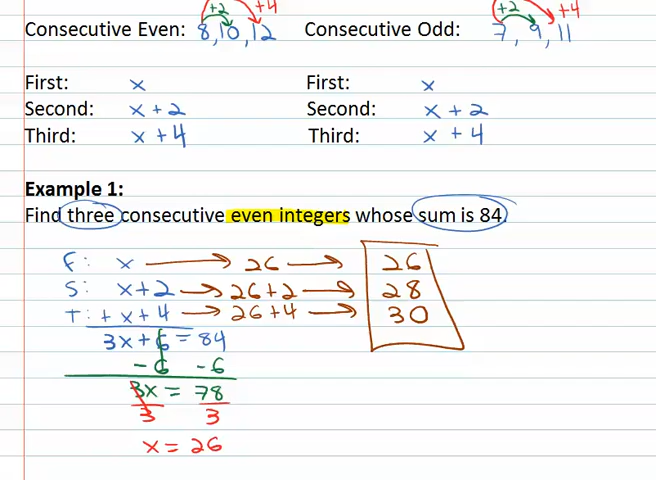 +2 +4 +2 +4
Consecutive Even: 8, 10, 12 Consecutive Odd: 7, 9, 11
First: x First: x
Second: x + 2 Second: x + 2
Third: x + 4 Third: x + 4
Example 1:
Find three consecutive even integers whose sum is 84.
F: x → 26 → 26
S: x + 2 → 26 + 2 → 28
T: + x + 4 → 26 + 4 → 30
3x + 6 = 84
- 6 - 6
3x = 78
3 3
x = 26